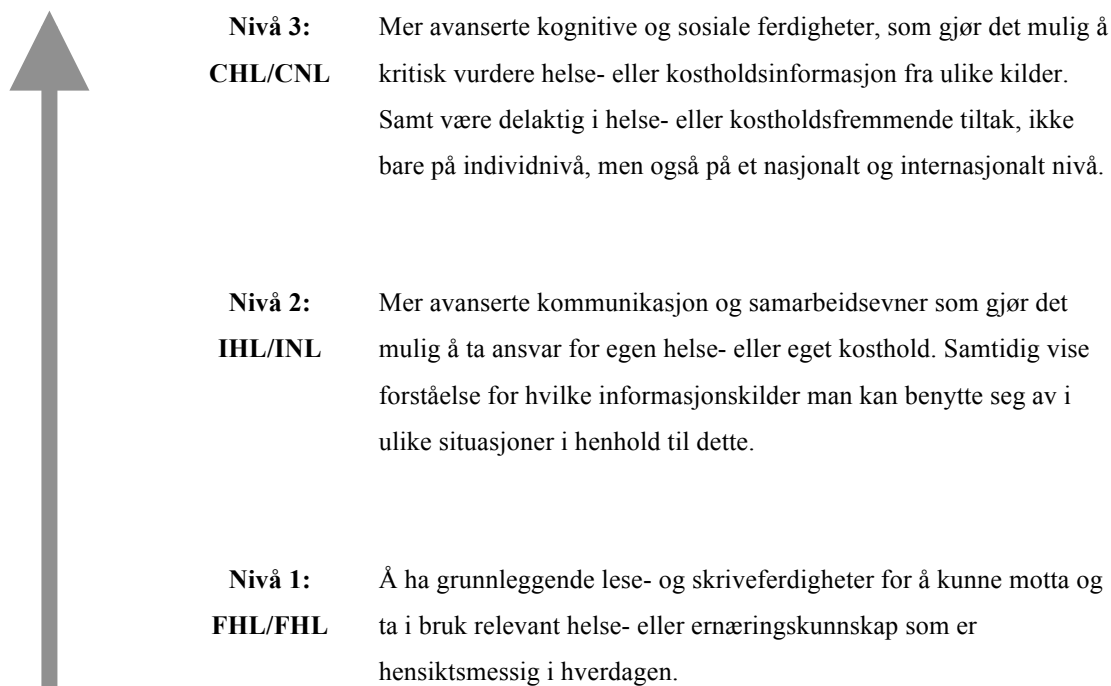 Nivå 3: Mer avanserte kognitive og sosiale ferdigheter, som gjør det mulig å
CHL/CNL kritisk vurdere helse- eller kostholdsinformasjon fra ulike kilder.
Samt være delaktig i helse- eller kostholdsfremmende tiltak, ikke
bare på individnivå, men også på et nasjonalt og internasjonalt nivå.
Nivå 2: Mer avanserte kommunikasjon og samarbeidsevner som gjør det
IHL/INL mulig å ta ansvar for egen helse- eller eget kosthold. Samtidig vise
forståelse for hvilke informasjonskilder man kan benytte seg av i
ulike situasjoner i henhold til dette.
Nivå 1: Å ha grunnleggende lese- og skriveferdigheter for å kunne motta og
FHL/FHL ta i bruk relevant helse- eller ernæringskunnskap som er
hensiktsmessig i hverdagen.